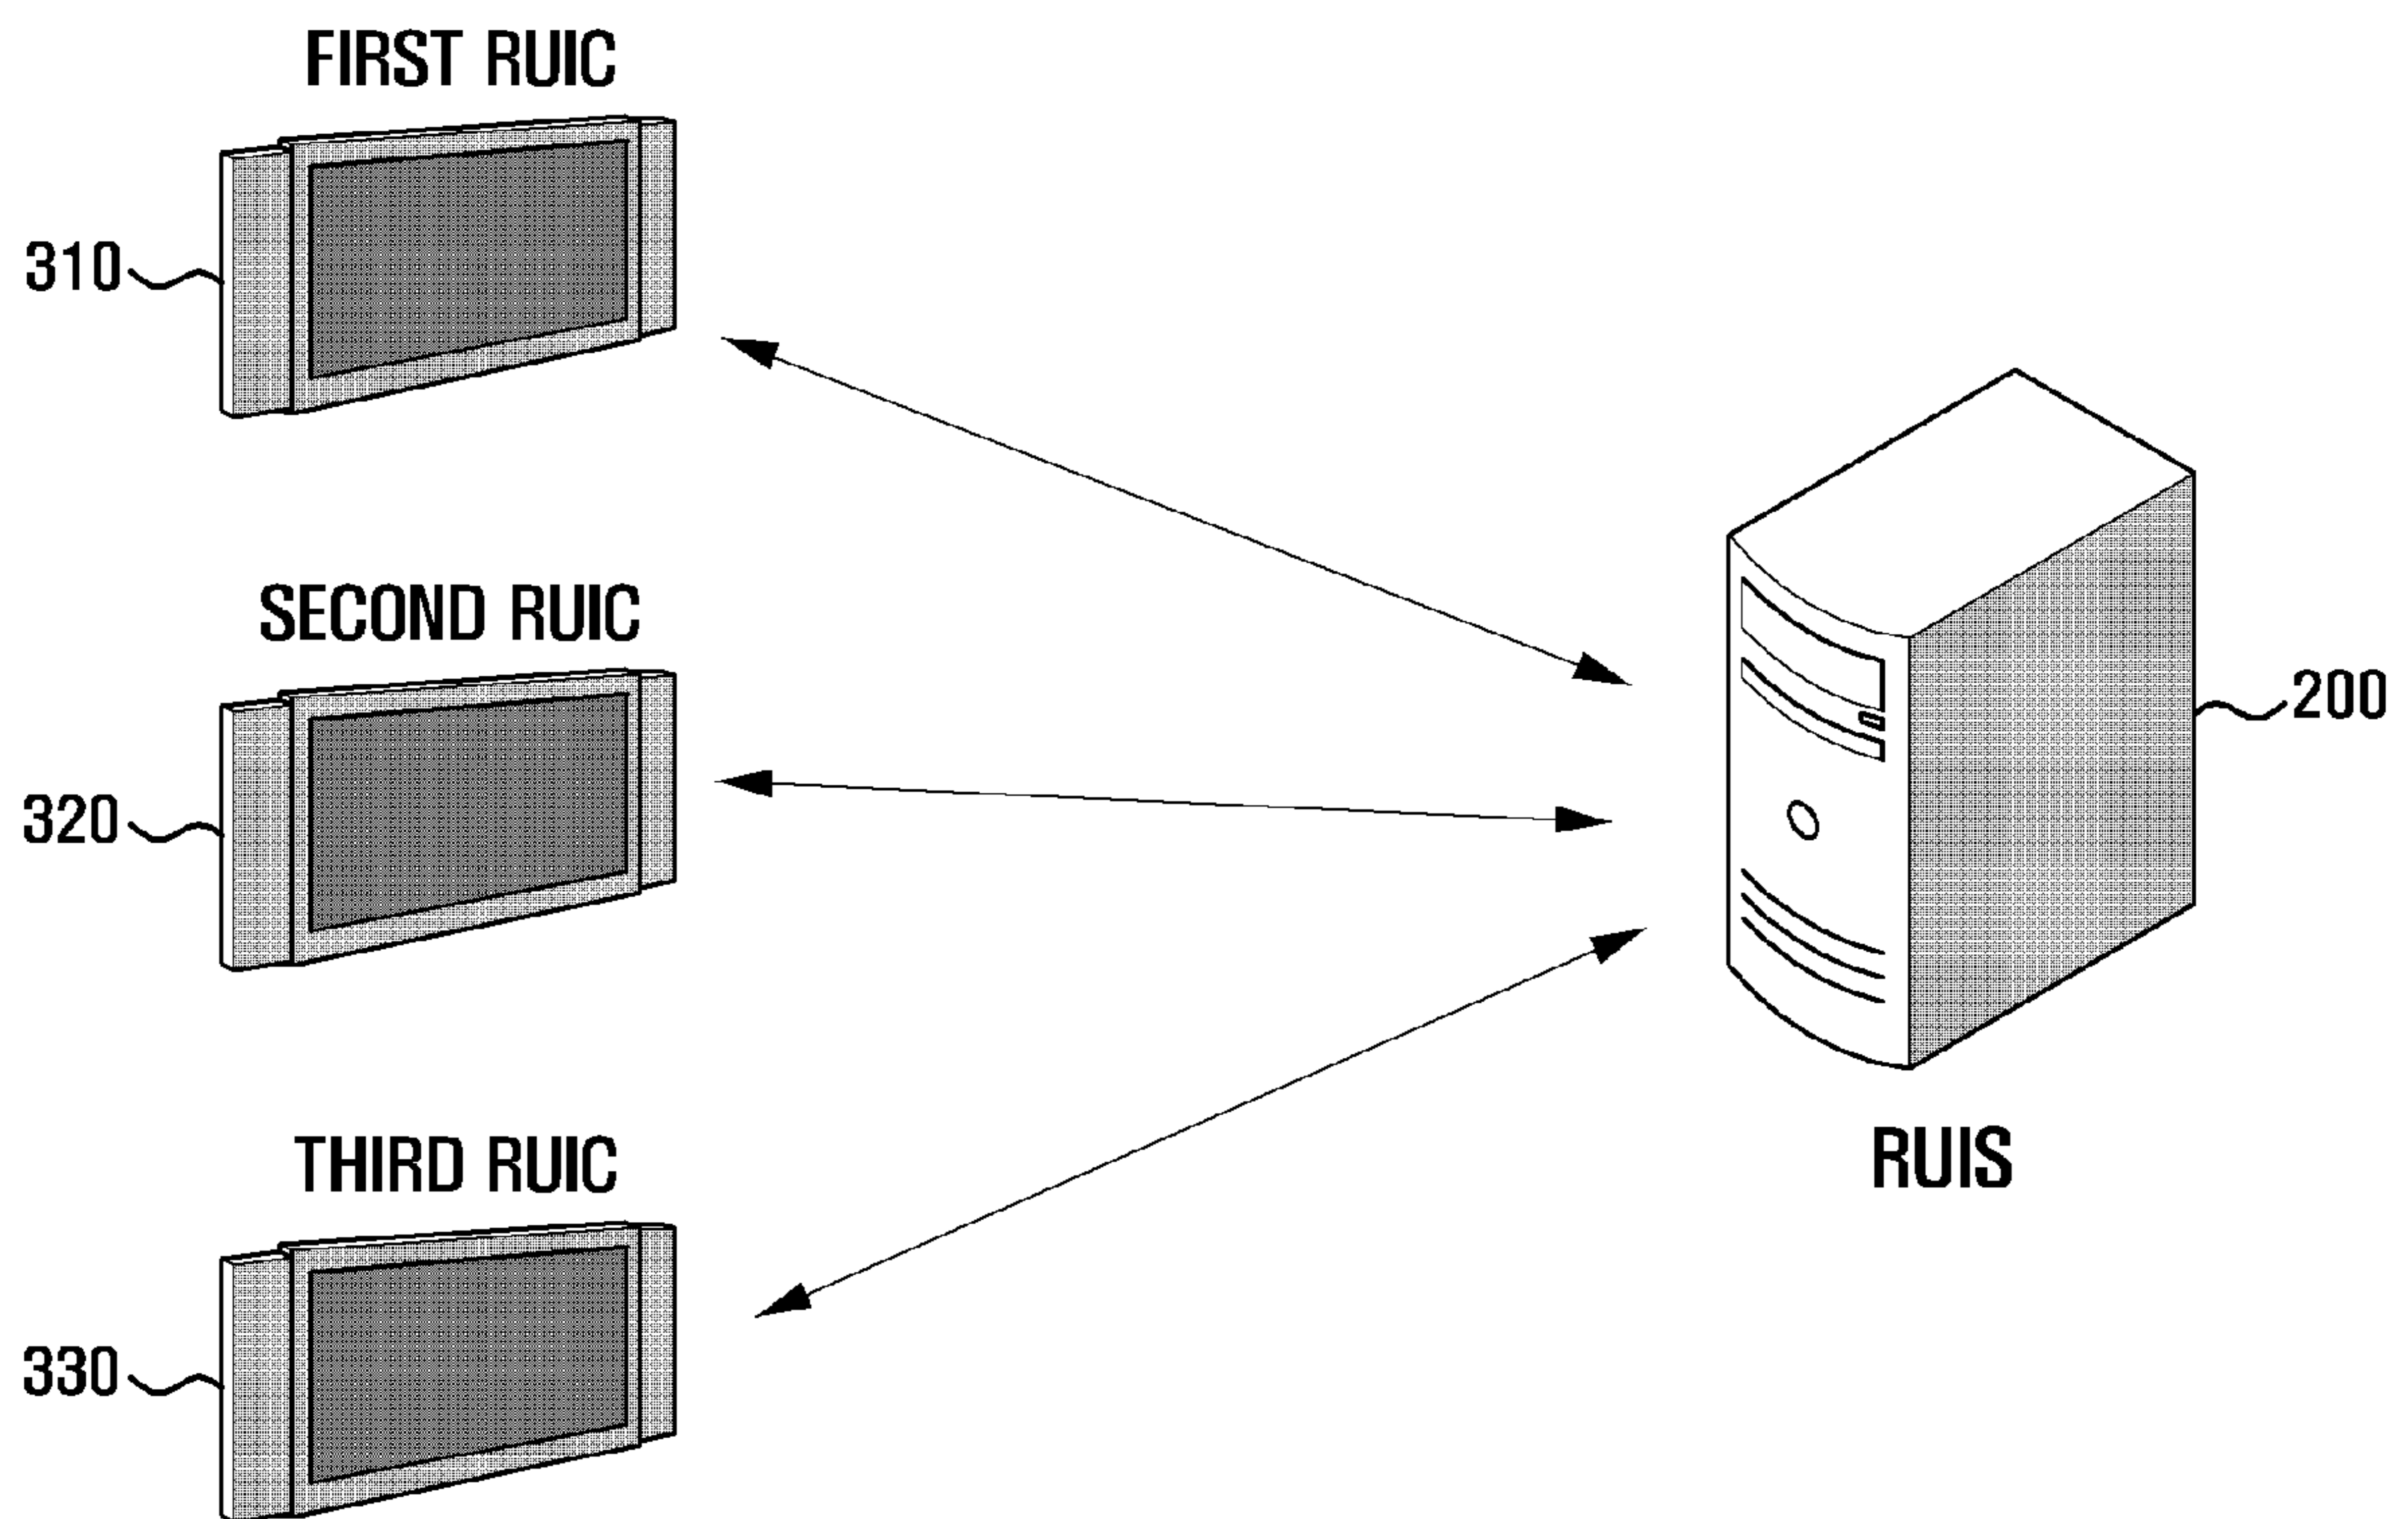 FIRST RUIC
310
SECOND RUIC
320
200
THIRD RUIC
RUIS
330